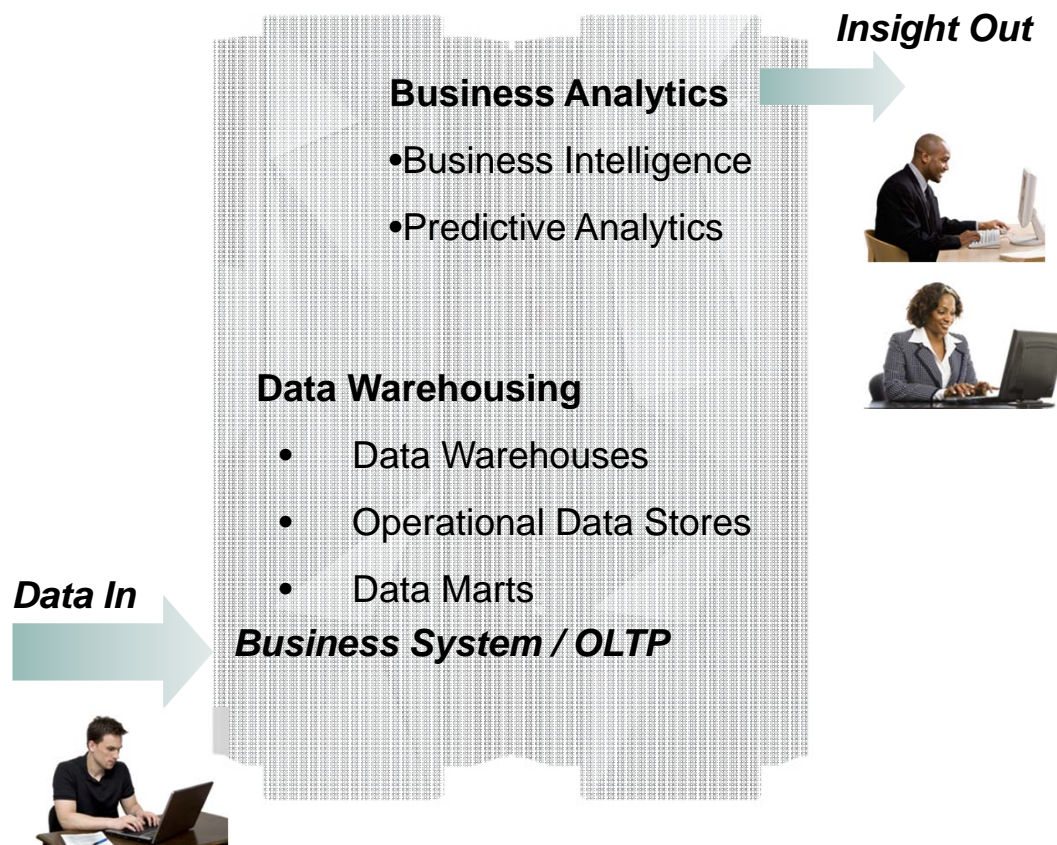 Insight Out
Business Analytics
•Business Intelligence
•Predictive Analytics
Data Warehousing
• Data Warehouses
• Operational Data Stores
• Data Marts
Data In
Business System / OLTP